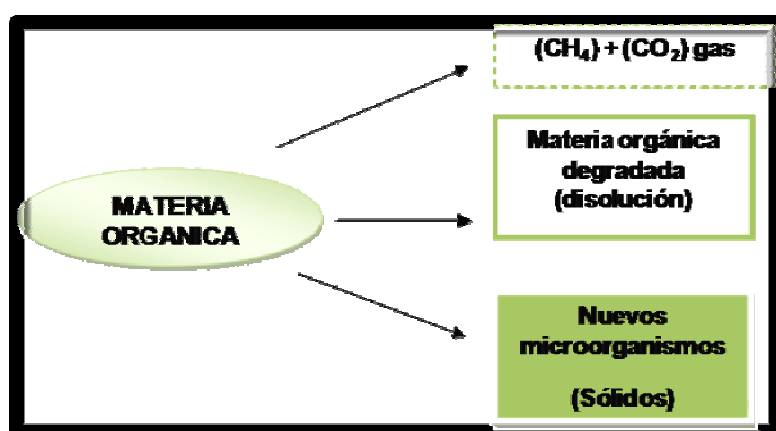 (CH₄) + (CO₂) gas
Materia orgánica
degradada
(disolución)
MATERIA
ORGANICA
Nuevos
microorganismos
(Sólidos)